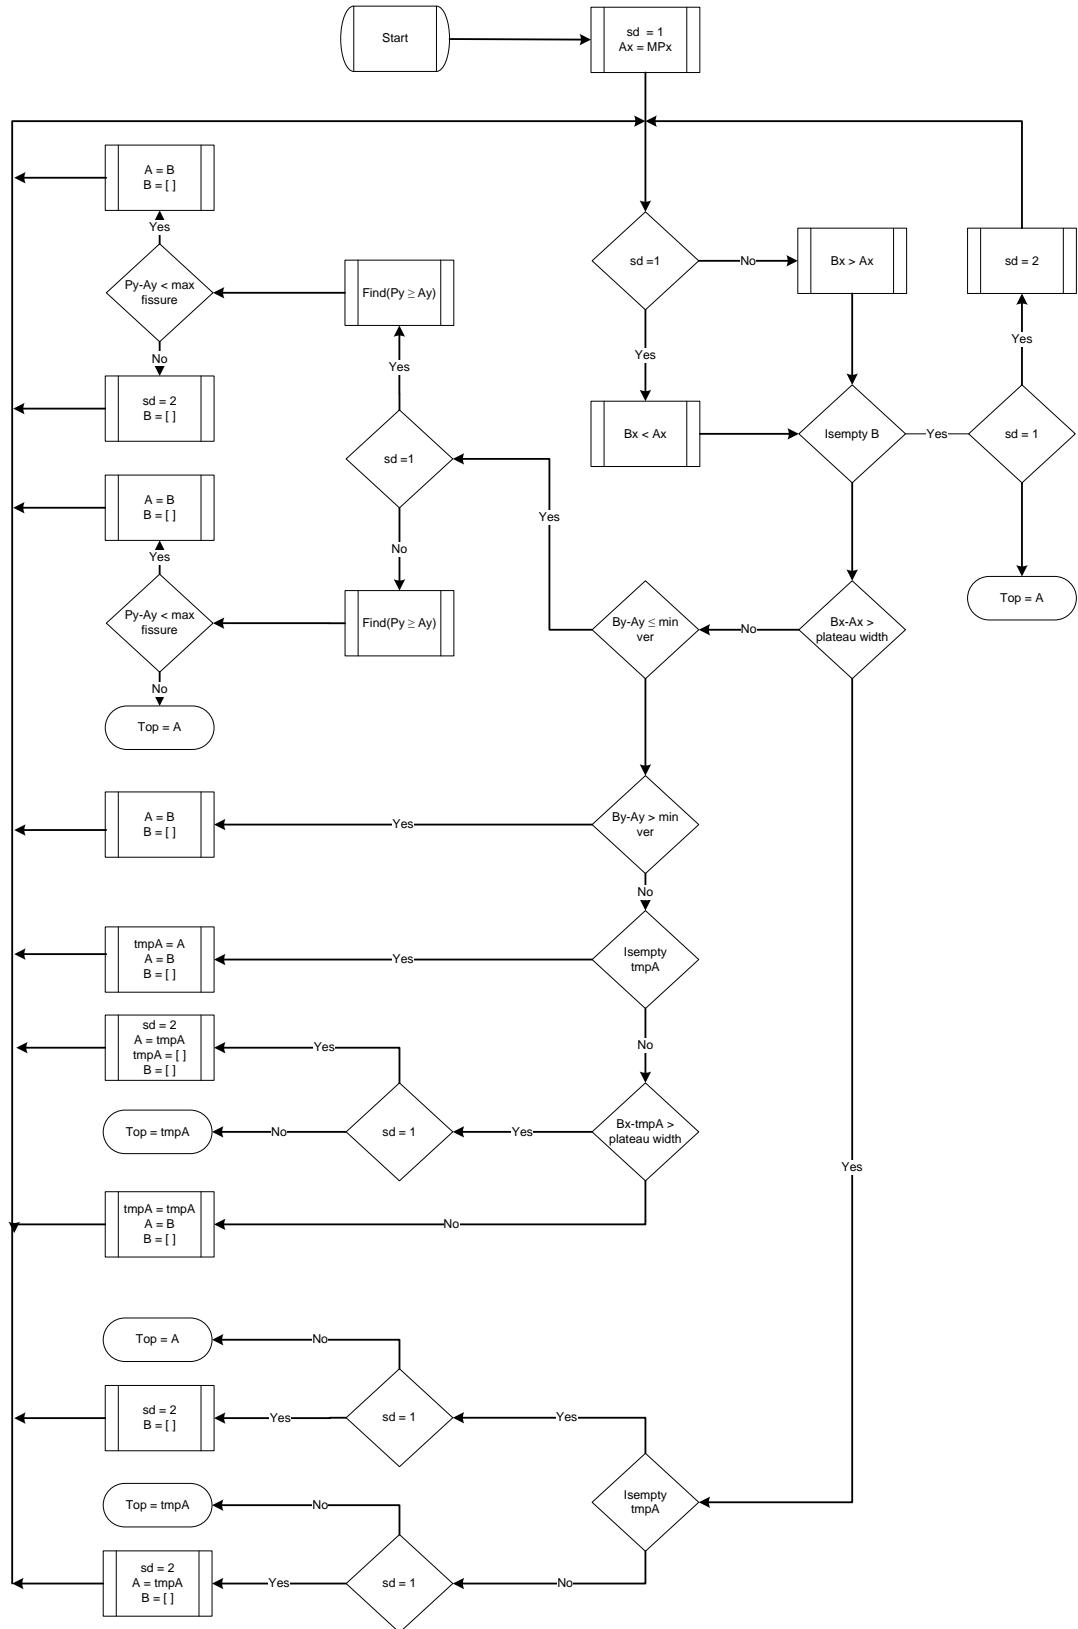 Start
sd = 1
Ax = MPx
A = B
B = [ ]
Yes
Py-Ay < max
fissure
No
sd = 2
B = [ ]
Find(Py ≥ Ay)
Yes
sd =1
No
Find(Py ≥ Ay)
A = B
B = [ ]
Yes
Py-Ay < max
fissure
No
Top = A
sd =1
No
Bx > Ax
Yes
Bx < Ax
Isempty B
Yes
sd = 1
Yes
sd = 2
Top = A
Bx-Ax >
plateau width
No
By-Ay ≤ min
ver
Yes
By-Ay > min
ver
Yes
A = B
B = [ ]
No
Isempty
tmpA
Yes
tmpA = A
A = B
B = [ ]
No
Bx-tmpA >
plateau width
Yes
sd = 1
Yes
sd = 2
A = tmpA
tmpA = [ ]
B = [ ]
No
Top = tmpA
No
tmpA = tmpA
A = B
B = [ ]
Yes
Isempty
tmpA
Yes
sd = 1
No
Top = A
Yes
sd = 2
B = [ ]
No
sd = 1
No
Top = tmpA
Yes
sd = 2
A = tmpA
B = [ ]